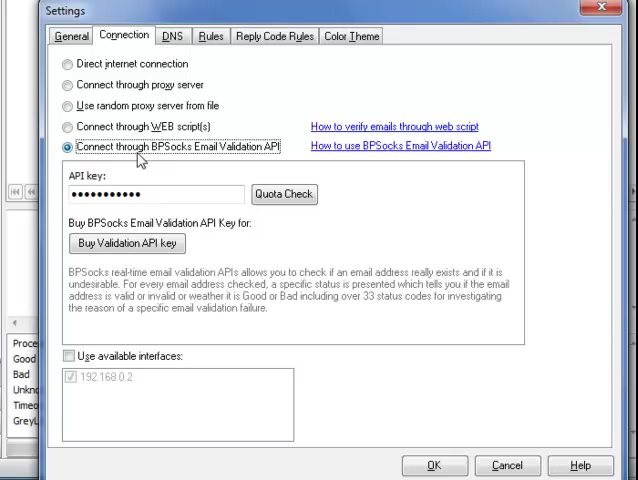 Settings
General
Connection
DNS
Rules
Reply Code Rules
Color Theme
Direct internet connection
Connect through proxy server
Use random proxy server from file
Connect through WEB script(s)
How to verify emails through web script
Connect through BPSocks Email Validation API
How to use BPSocks Email Validation API
API key:
•••••••••••
Quota Check
Buy BPSocks Email Validation API Key for:
Buy Validation API key
BPSocks real-time email validation APIs allows you to check if an email address really exists and if it is
undesirable. For every email address checked, a specific status is presented which tells you if the email
address is valid or invalid or weather it is Good or Bad including over 33 status codes for investigating
the reason of a specific email validation failure.
Use available interfaces:
192.168.0.2
Proce
Good
Bad
Unkno
Timeo
GreyL
OK
Cancel
Help